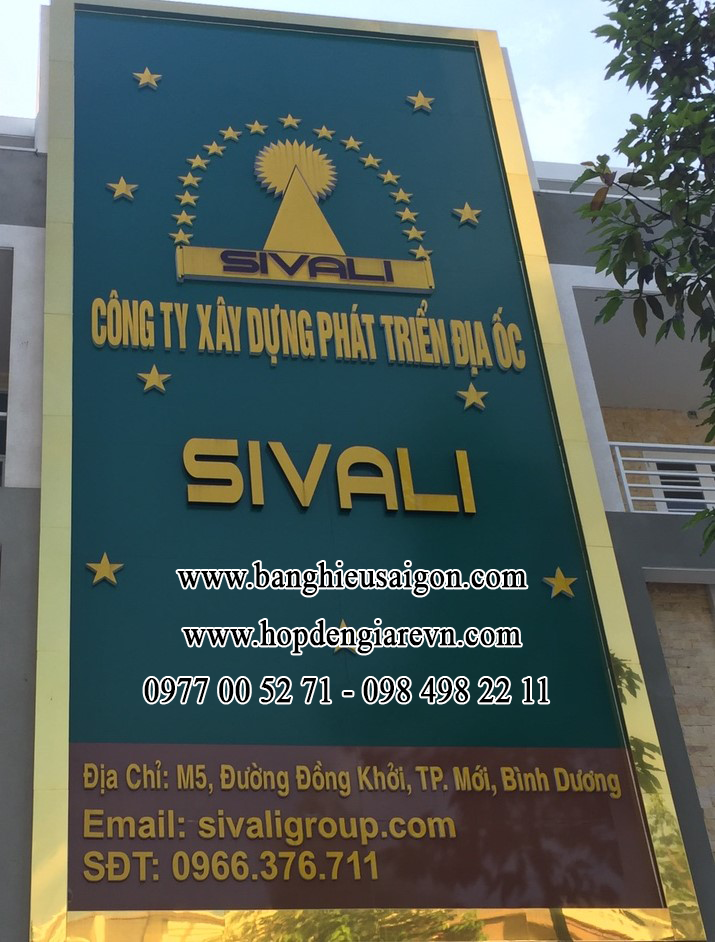 SIVALI
CÔNG TY XÂY DỰNG PHÁT TRIỂN ĐỊA ỐC
SIVALI
www.banghieusaigon.com
www.hopdengiarevn.com
0977 00 52 71 - 098 498 22 11
Địa Chỉ: M5, Đường Đồng Khởi, TP. Mới, Bình Dương
Email: sivaligroup.com
SĐT: 0966.376.711